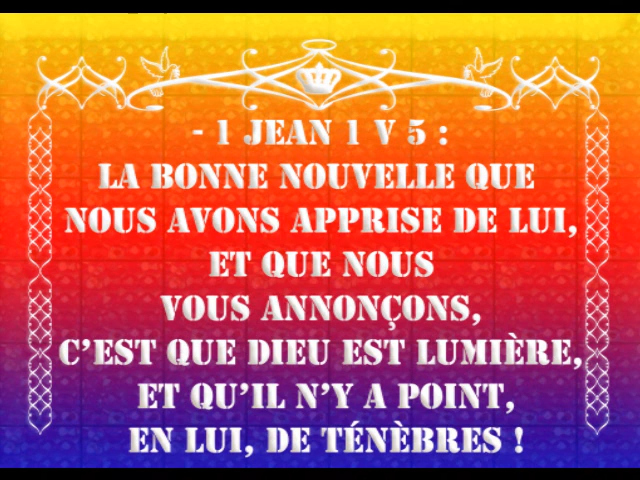 - 1 JEAN 1 V 5 :
LA BONNE NOUVELLE QUE
NOUS AVONS APPRISE DE LUI,
ET QUE NOUS
VOUS ANNONÇONS,
C’EST QUE DIEU EST LUMIÈRE,
ET QU’IL N’Y A POINT,
EN LUI, DE TÉNÈBRES !